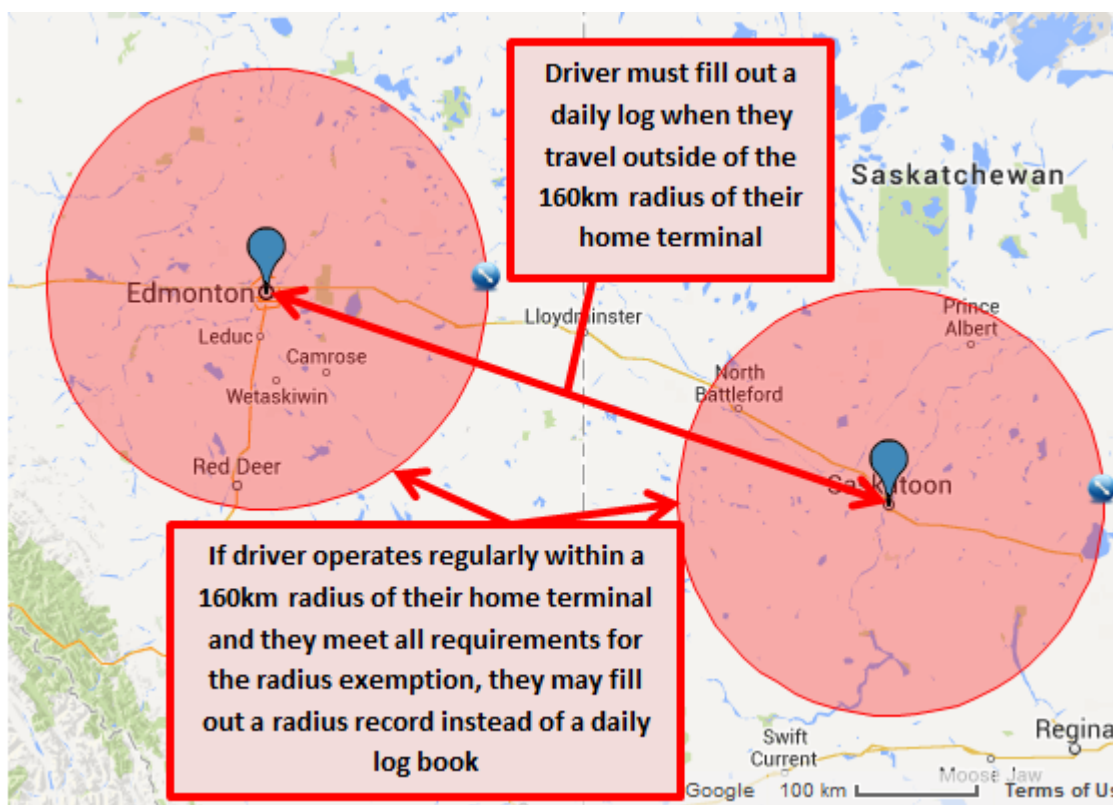 Driver must fill out a
daily log when they
travel outside of the
160km radius of their
home terminal
Saskatchewan
Edmonton
Leduc
Camrose
Wetaskiwin
Red Deer
Lloydminster
North
Battleford
Prince
Albert
Saskatoon
If driver operates regularly within a
160km radius of their home terminal
and they meet all requirements for
the radius exemption, they may fill
out a radius record instead of a daily
log book
Swift
Current
Regina
Moose Jaw
Google
100 km
Terms of Us